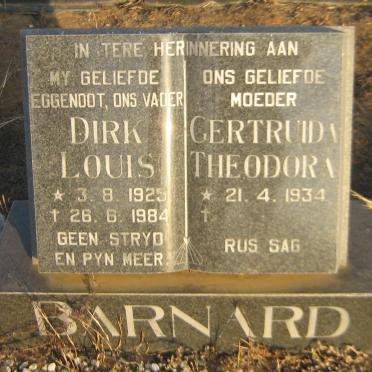 IN TERE HERINNERING AAN
MY GELIEFDE
EGGENOOT, ONS VADER
DIRK
LOUIS
★ 3. 8. 1925
† 26. 6. 1984
GEEN STRYD
EN PYN MEER
ONS GELIEFDE
MOEDER
GERTRUIDA
THEODORA
★ 21. 4. 1934
†
RUS SAG
BARNARD